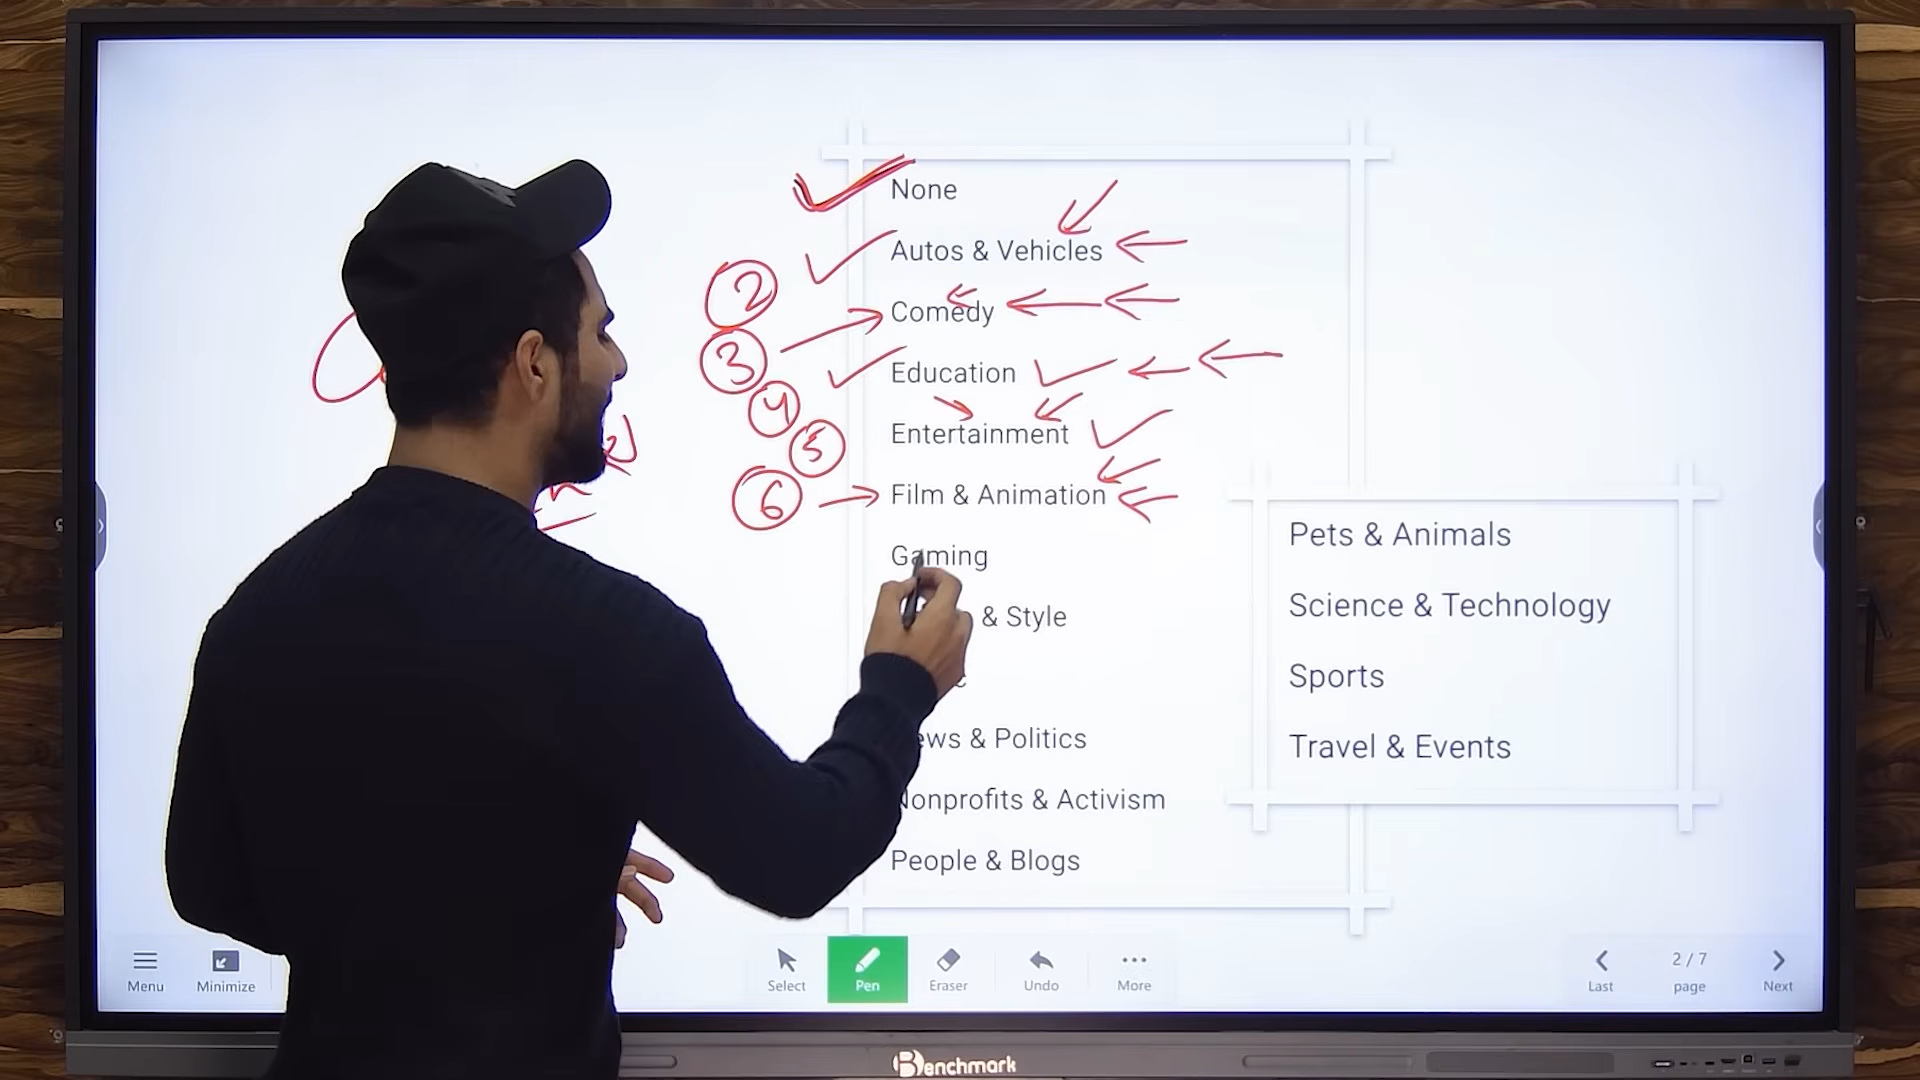 None
Autos & Vehicles
2
Comedy
3
Education
4
Entertainment
5
Film & Animation
6
Gaming
& Style
& Politics
Nonprofits & Activism
People & Blogs
Pets & Animals
Science & Technology
Sports
Travel & Events
Menu
Minimize
Select
Pen
Eraser
Undo
More
Last
2 / 7
page
Next
Benchmark